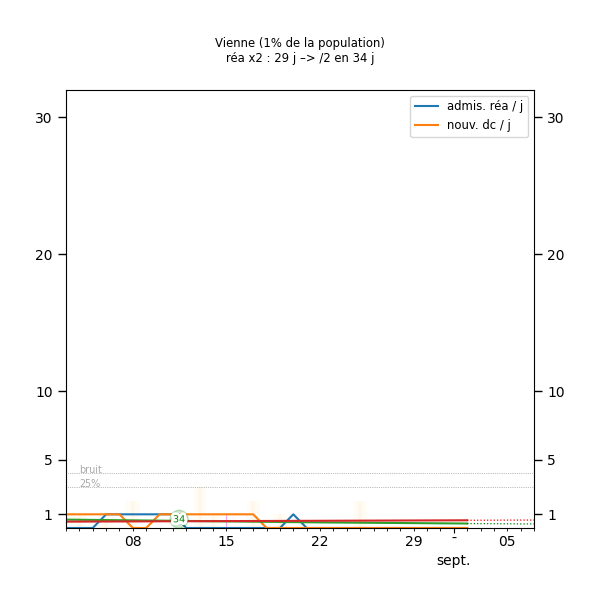 Vienne (1% de la population)
réa x2 : 29 j –> /2 en 34 j
admis. réa / j
nouv. dc / j
30 30
20 20
10 10
5 5
bruit
25%
34
1 1
08 15 22 29 - 05
sept.